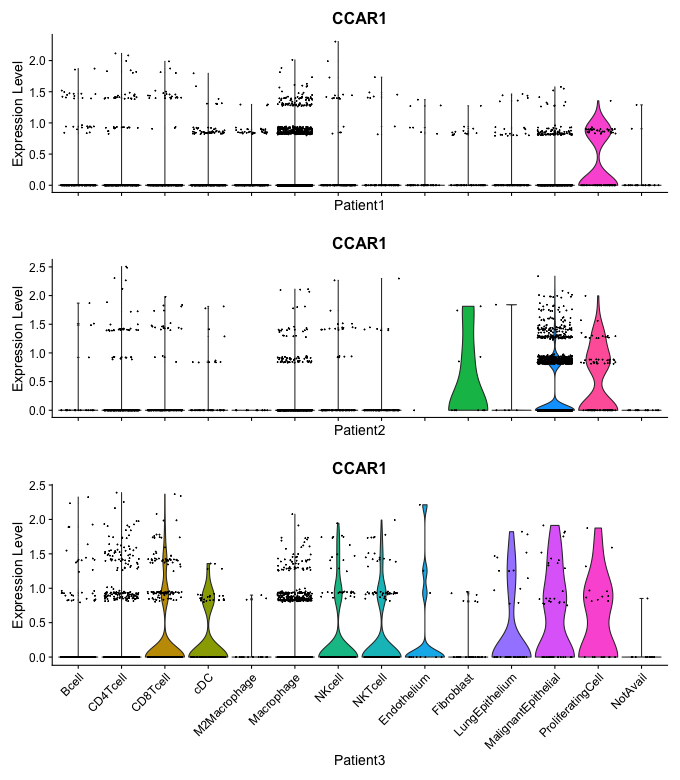 CCAR1
Expression Level
2.0
1.5
1.0
0.5
0.0
Patient1
CCAR1
Expression Level
2.5
2.0
1.5
1.0
0.5
0.0
Patient2
CCAR1
Expression Level
2.5
2.0
1.5
1.0
0.5
0.0
Bcell
CD4Tcell
CD8Tcell
cDC
M2Macrophage
Macrophage
NKcell
NKTcell
Endothelium
Fibroblast
LungEpithelium
MalignantEpithelial
ProliferatingCell
NotAvail
Patient3